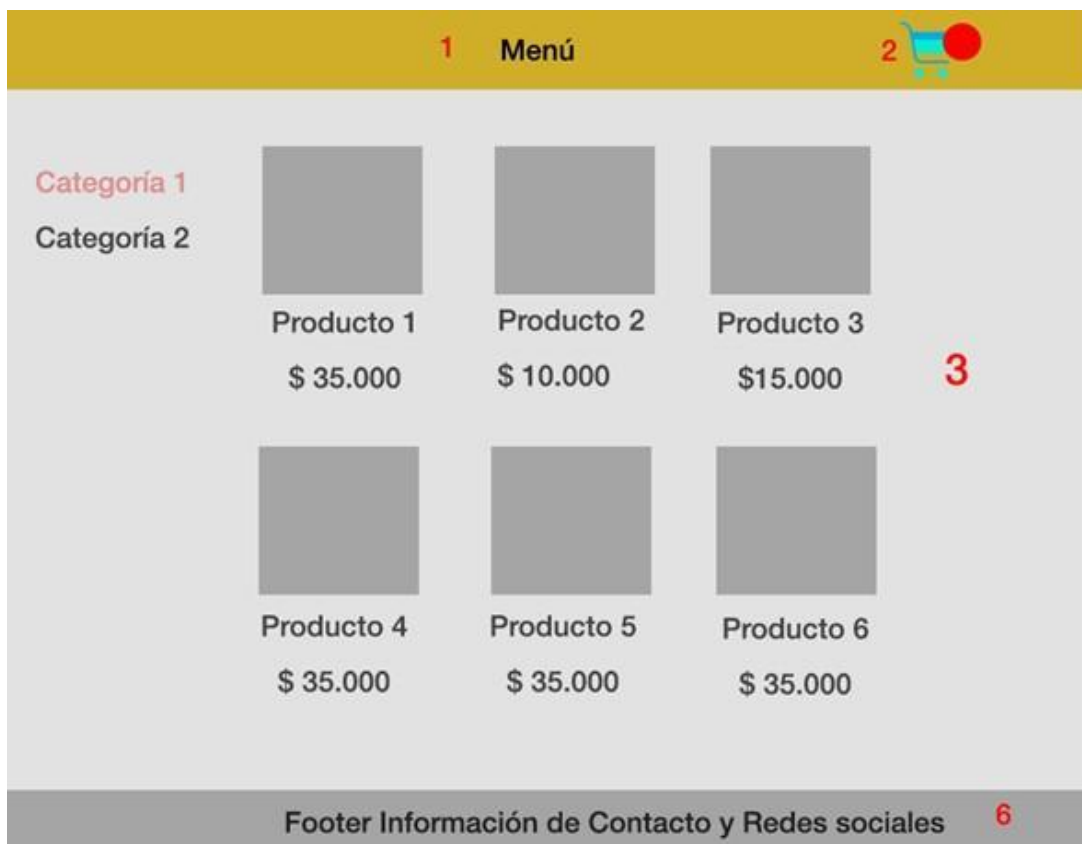 1 Menú 2
Categoría 1
Categoría 2
Producto 1 Producto 2 Producto 3
$ 35.000 $ 10.000 $15.000 3
Producto 4 Producto 5 Producto 6
$ 35.000 $ 35.000 $ 35.000
Footer Información de Contacto y Redes sociales 6